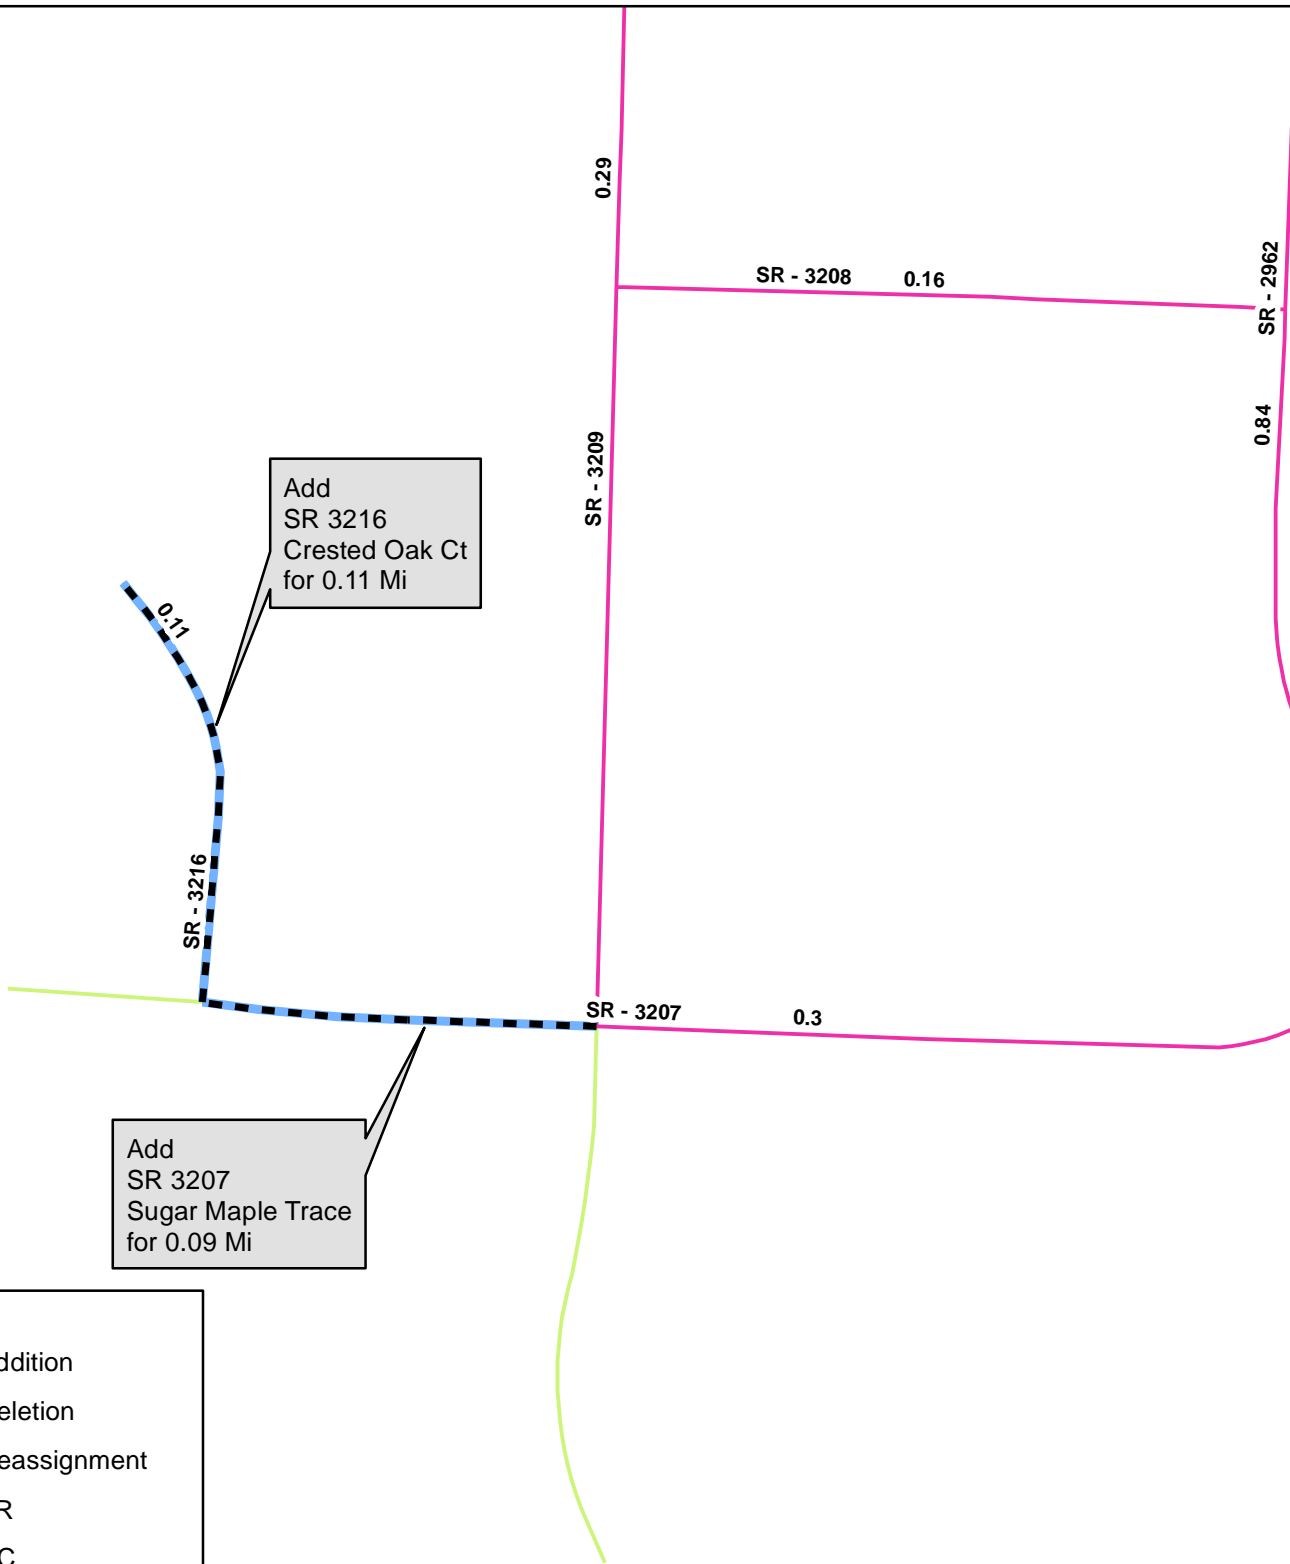 0.29
SR - 3208 0.16
SR - 2962
0.84
SR - 3209
Add
SR 3216
Crested Oak Ct
for 0.11 Mi
0.11
SR - 3216
SR - 3207 0.3
Add
SR 3207
Sugar Maple Trace
for 0.09 Mi
ddition
eletion
eassignment
R
C